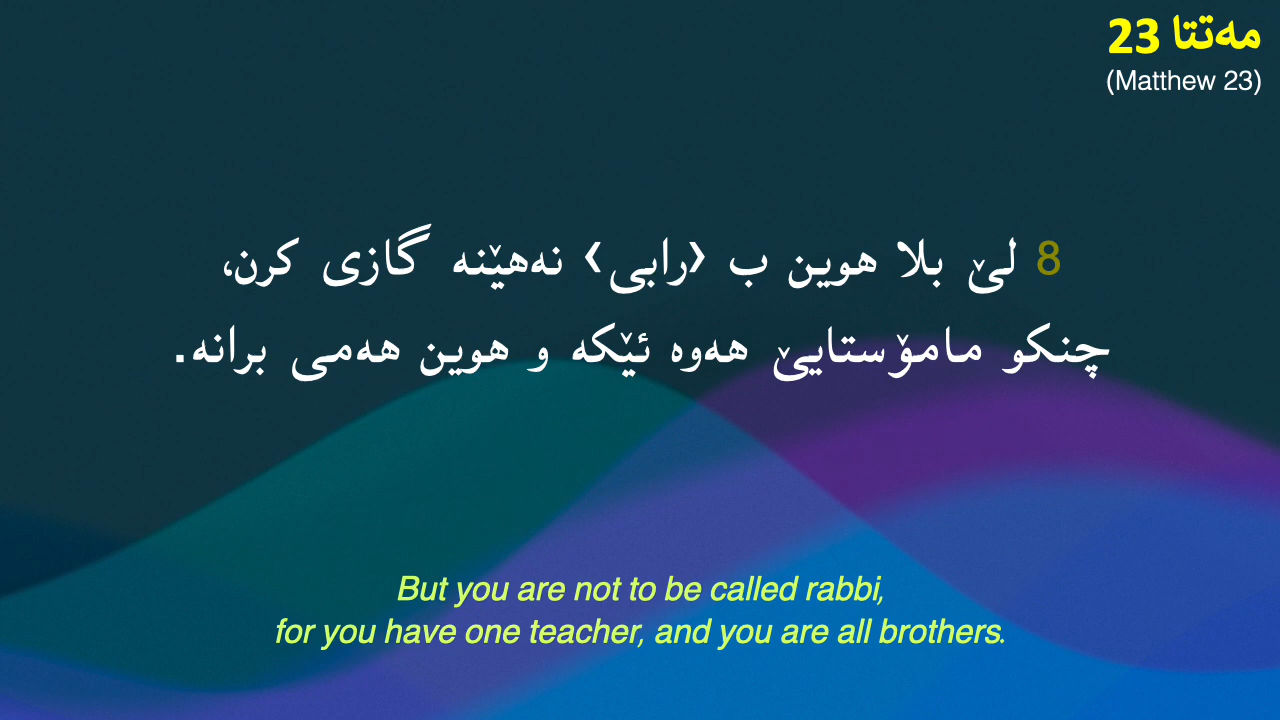 مەتتا 23
(Matthew 23)
8 لێ بلا هوین ب ‹رابی› نەهێنە گازی کرن،
چنکو مامۆستایێ هەوە ئێکە و هوین هەمی برانە.
But you are not to be called rabbi,
for you have one teacher, and you are all brothers.